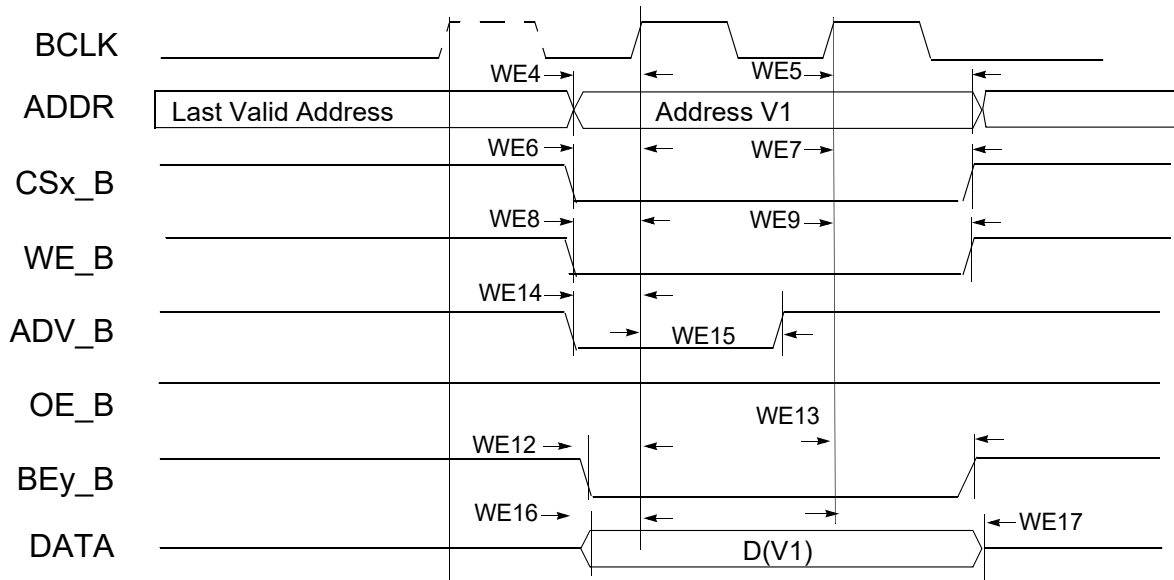 BCLK
WE4 WE5
ADDR Last Valid Address Address V1
WE6 WE7
CSx_B
WE8 WE9
WE_B
WE14
ADV_B WE15
OE_B
WE13
WE12
BEy_B
WE16 WE17
DATA D(V1)